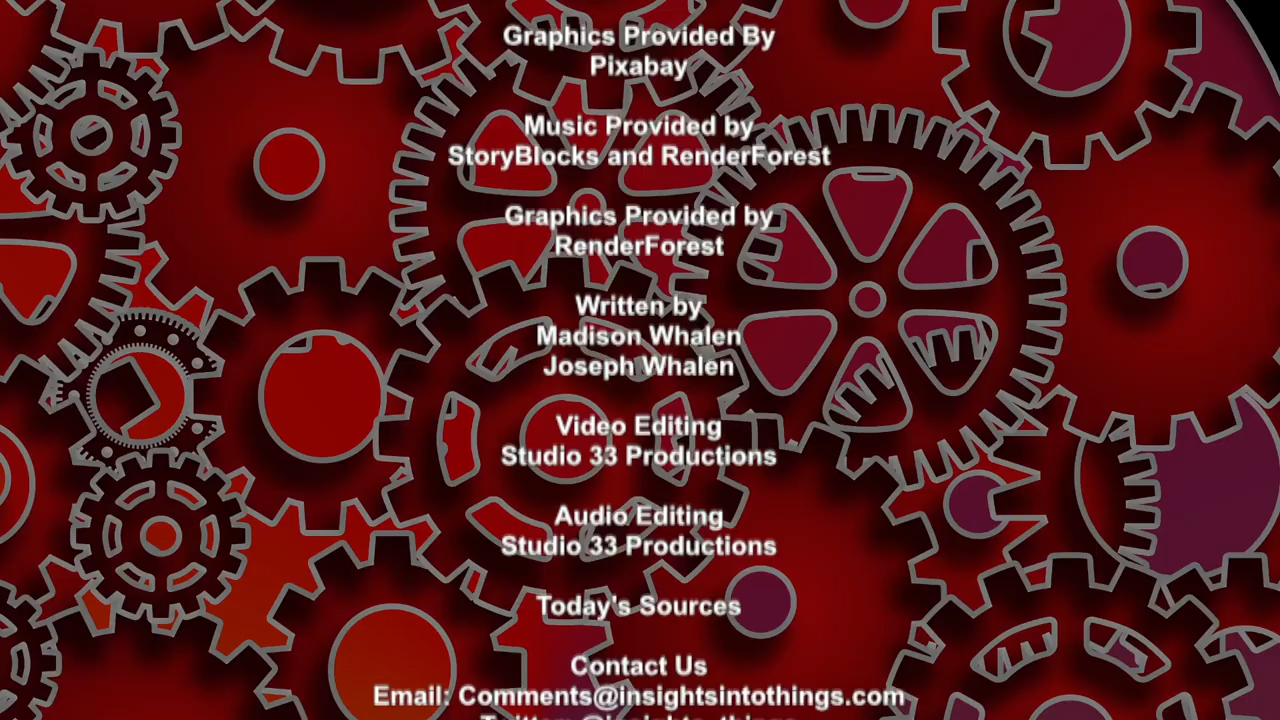 Graphics Provided By
Pixabay
Music Provided by
StoryBlocks and RenderForest
Graphics Provided by
RenderForest
Written by
Madison Whalen
Joseph Whalen
Video Editing
Studio 33 Productions
Audio Editing
Studio 33 Productions
Today's Sources
Contact Us
Email: Comments@insightsintothings.com
Twitter: @insights_things